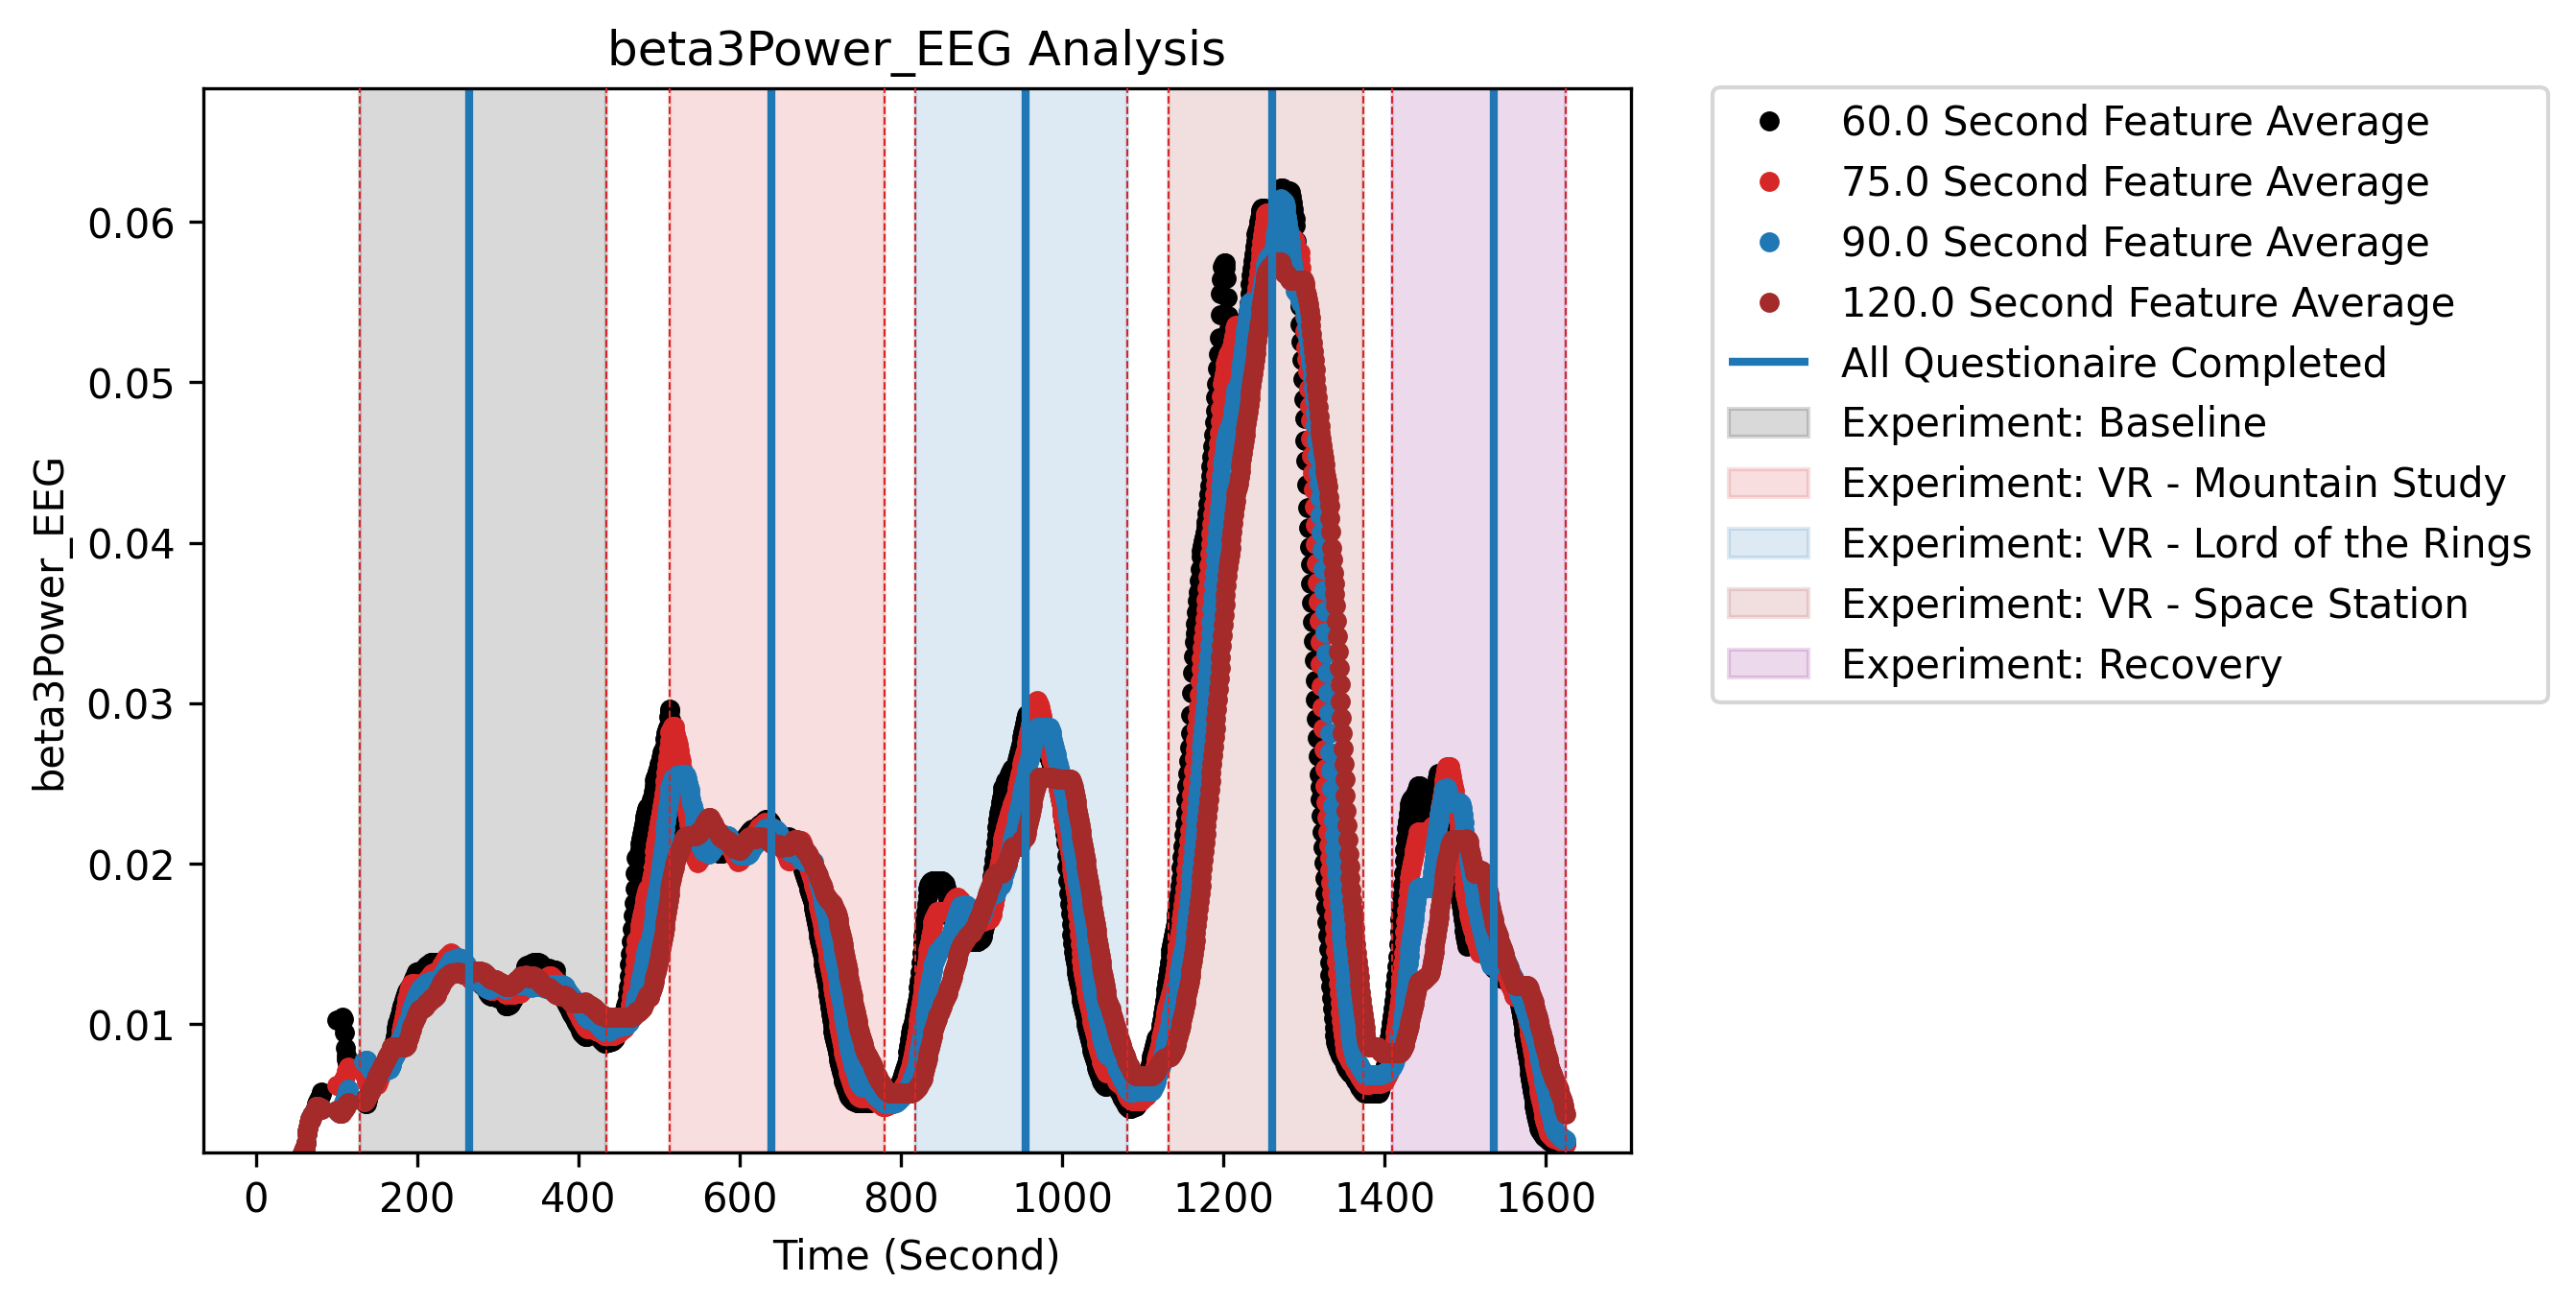 beta3Power_EEG Analysis
beta3Power_EEG
0.06
0.05
0.04
0.03
0.02
0.01
0 200 400 600 800 1000 1200 1400 1600
Time (Second)
60.0 Second Feature Average
75.0 Second Feature Average
90.0 Second Feature Average
120.0 Second Feature Average
All Questionaire Completed
Experiment: Baseline
Experiment: VR - Mountain Study
Experiment: VR - Lord of the Rings
Experiment: VR - Space Station
Experiment: Recovery